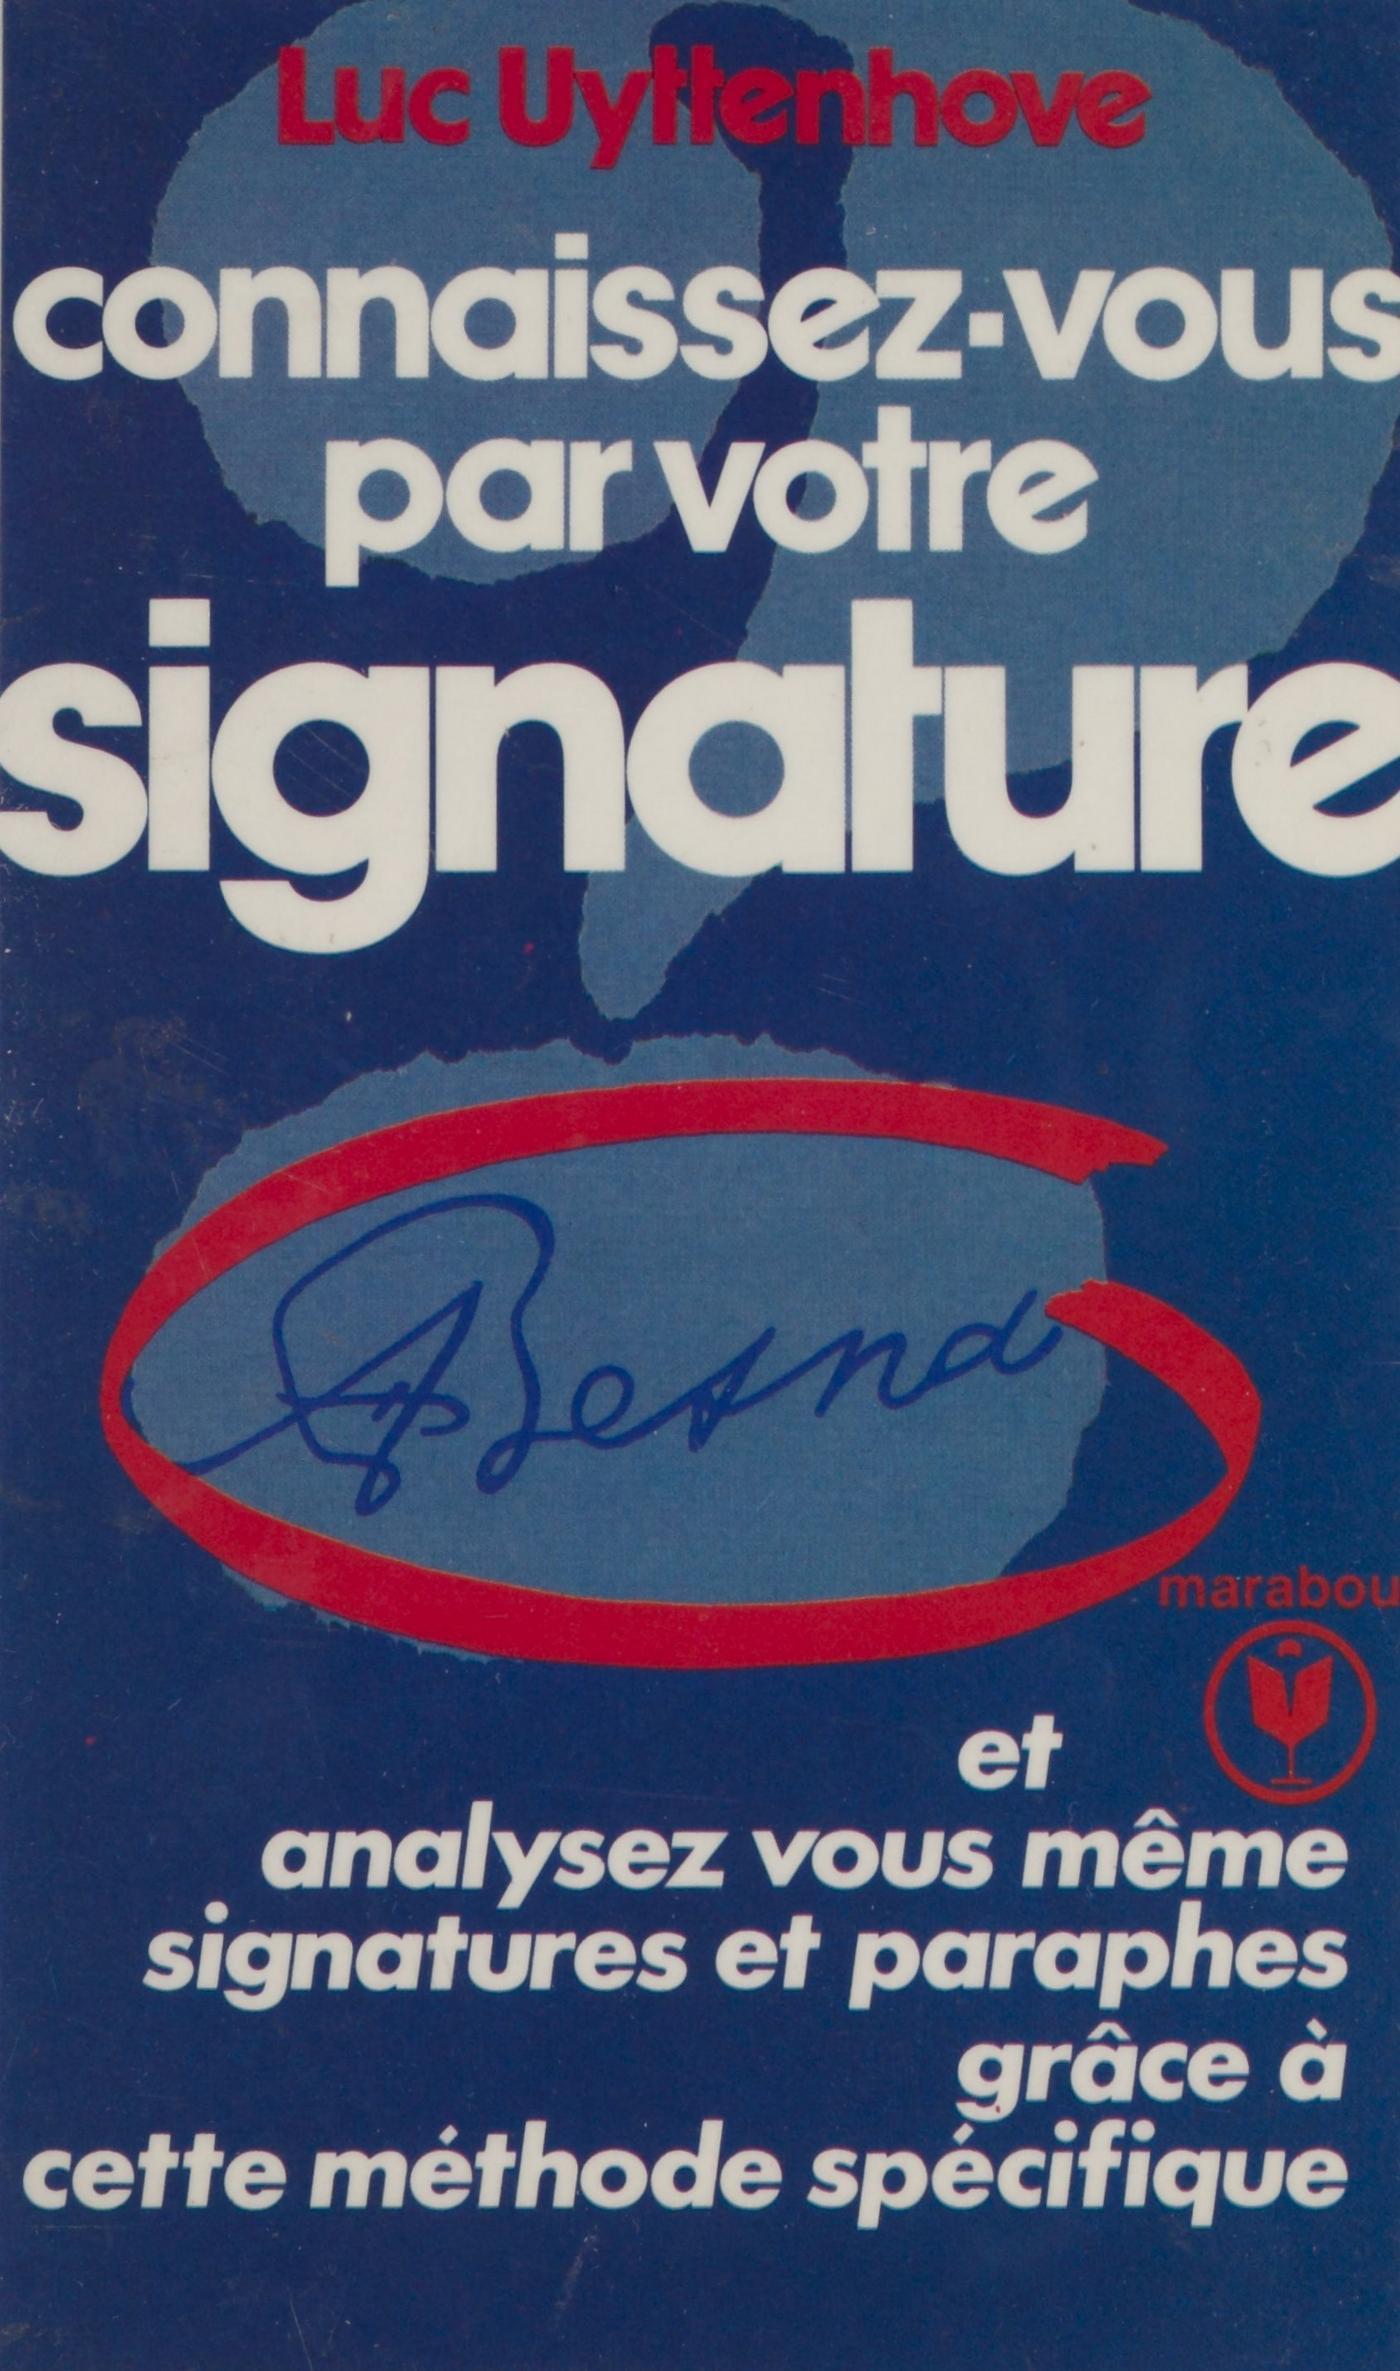 Luc Uyttenhove
connaissez-vous
par votre
signature
marabout
et
analysez vous même
signatures et paraphes
grâce à
cette méthode spécifique